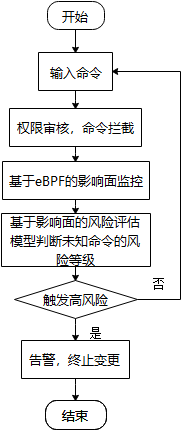 开始
输入命令
权限审核，命令拦截
基于eBPF的影响面监控
基于影响面的风险评估
模型判断未知命令的风
险等级
触发高风险
否
是
告警，终止变更
结束